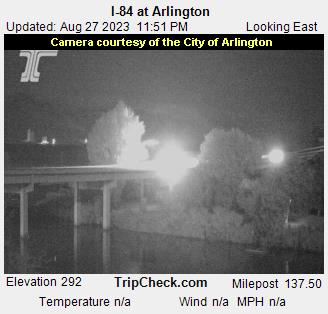 I-84 at Arlington
Updated: Aug 27 2023 11:51 PM Looking East
Camera courtesy of the City of Arlington
Elevation 292 TripCheck.com Milepost 137.50
Temperature n/a Wind n/a MPH n/a